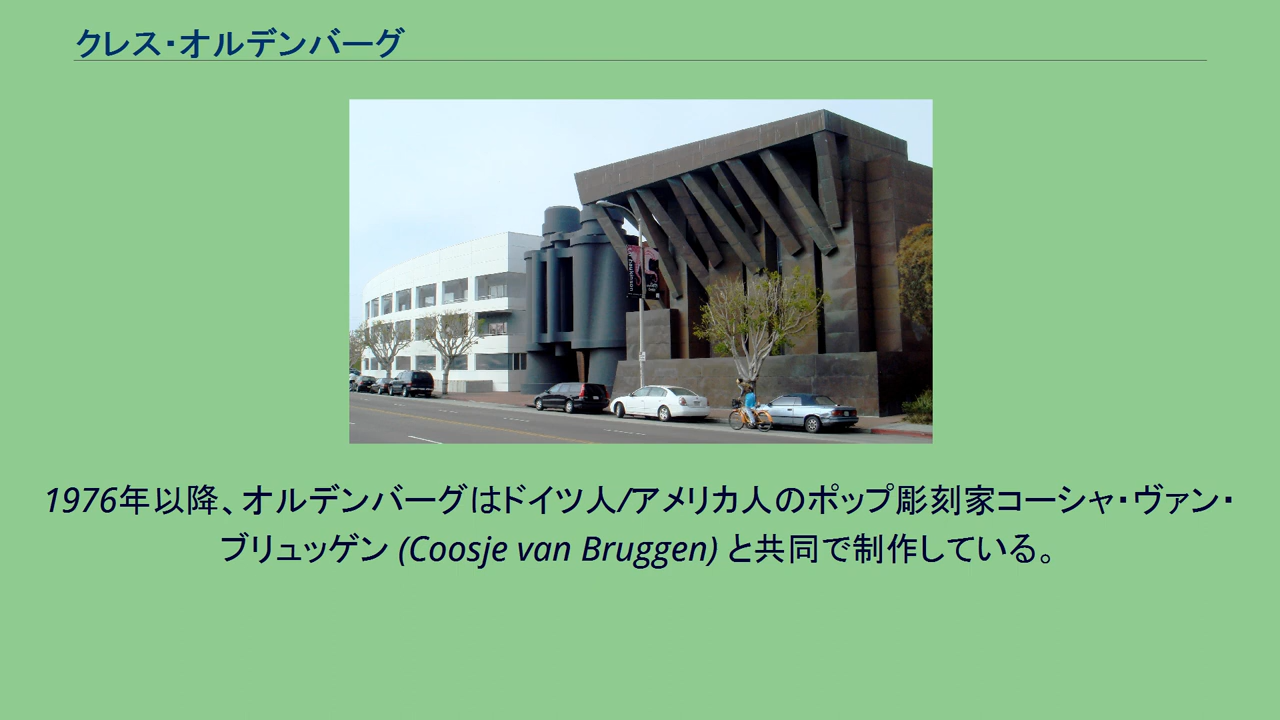 クレス・オルデンバーグ
1976年以降、オルデンバーグはドイツ人/アメリカ人のポップ彫刻家コーシャ・ヴァン・
ブリュッゲン (Coosje van Bruggen) と共同で制作している。